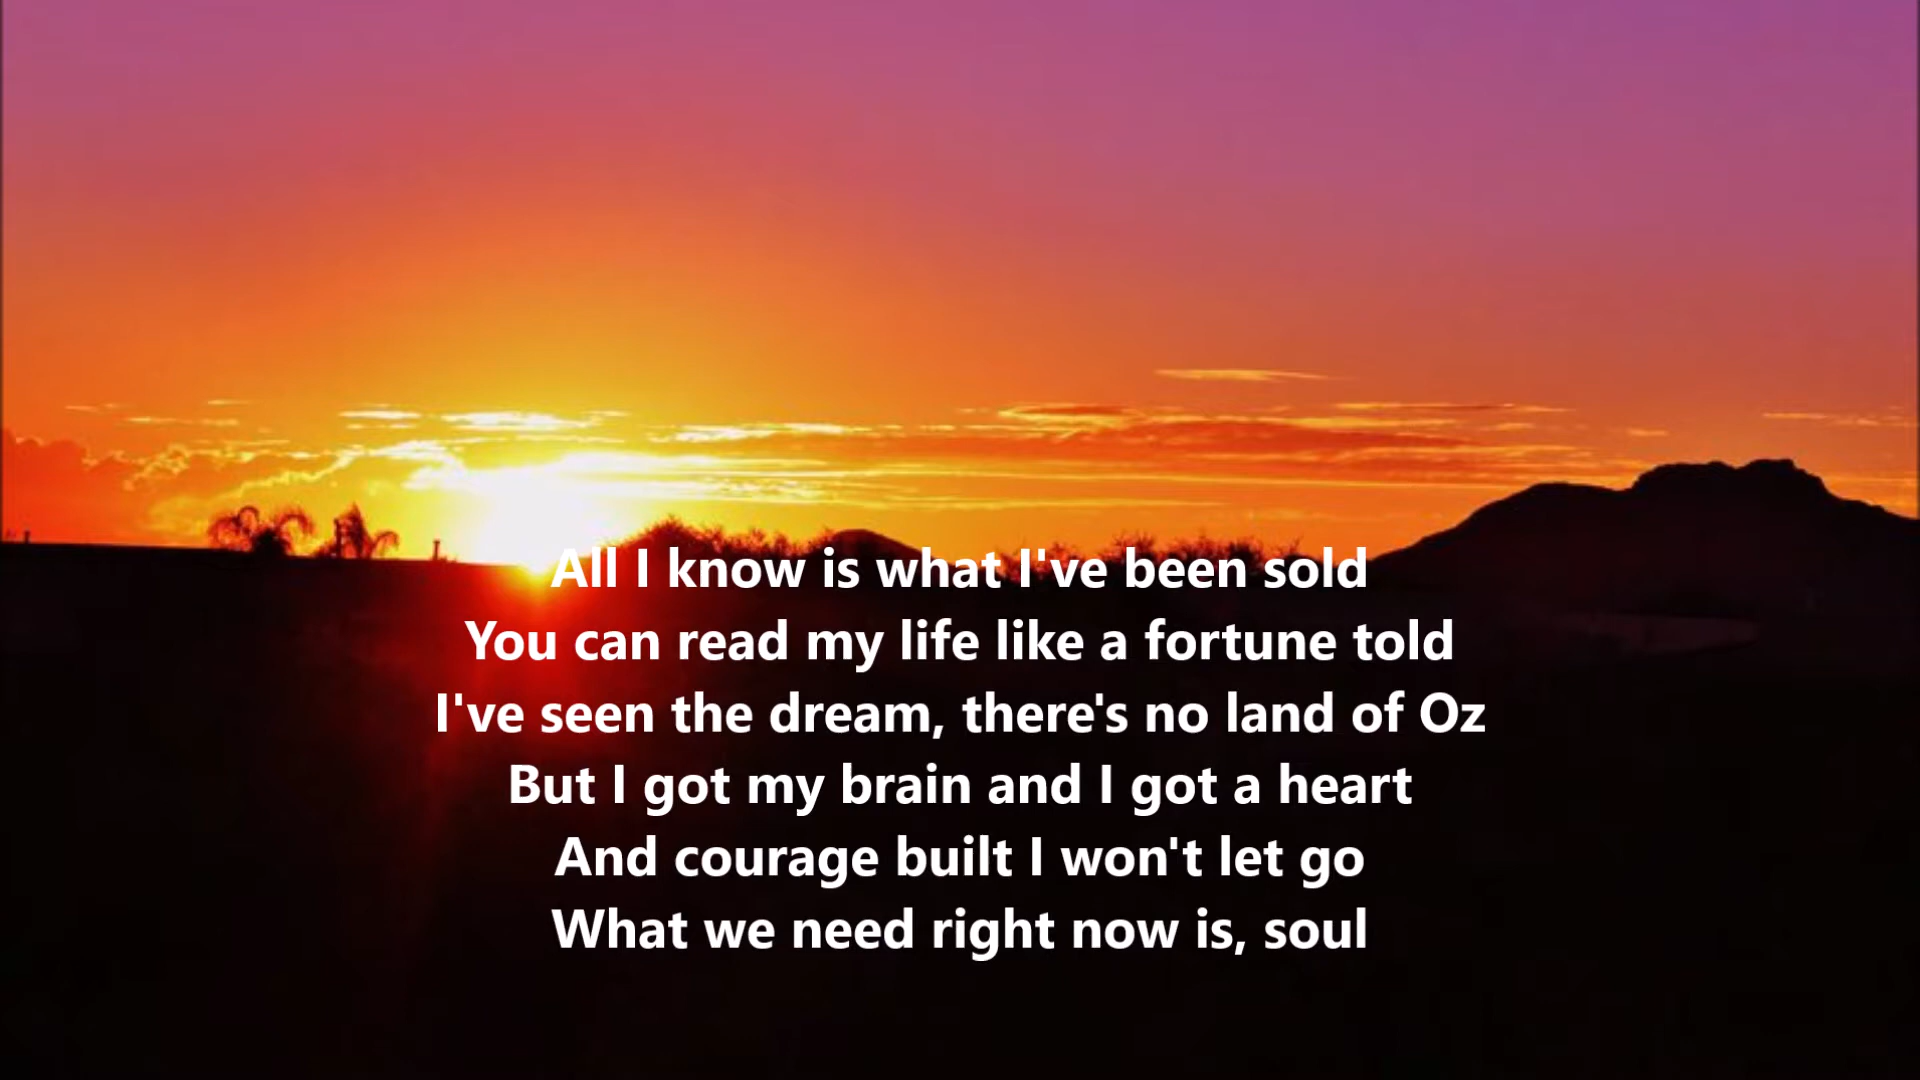 All I know is what I've been sold
You can read my life like a fortune told
I've seen the dream, there's no land of Oz
But I got my brain and I got a heart
And courage built I won't let go
What we need right now is, soul